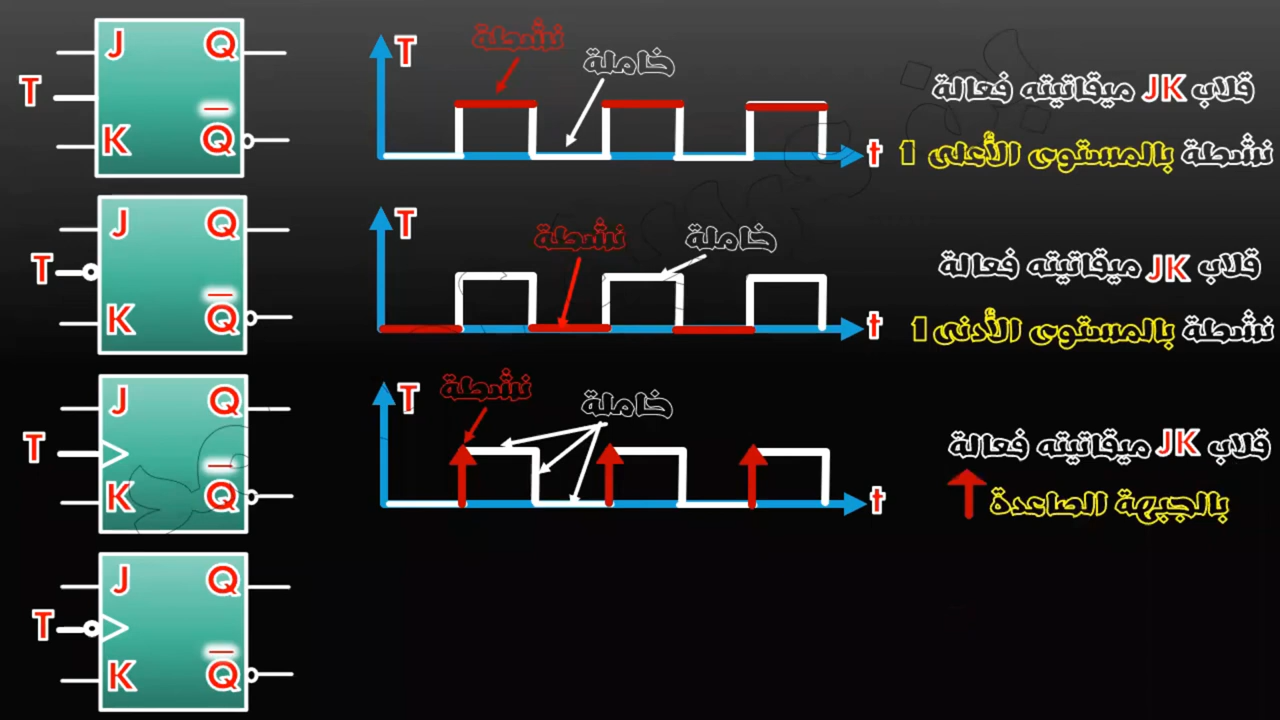 J Q
T
K Q̅
T
نشطة
خاملة
t
قلاب JK ميقاتيته فعالة
نشطة بالمستوى الأعلى 1
J Q
T
K Q̅
T
نشطة
خاملة
t
قلاب JK ميقاتيته فعالة
نشطة بالمستوى الأدنى 1
J Q
T
K Q̅
T
نشطة
خاملة
t
قلاب JK ميقاتيته فعالة
بالجبهة الصاعدة
J Q
T
K Q̅